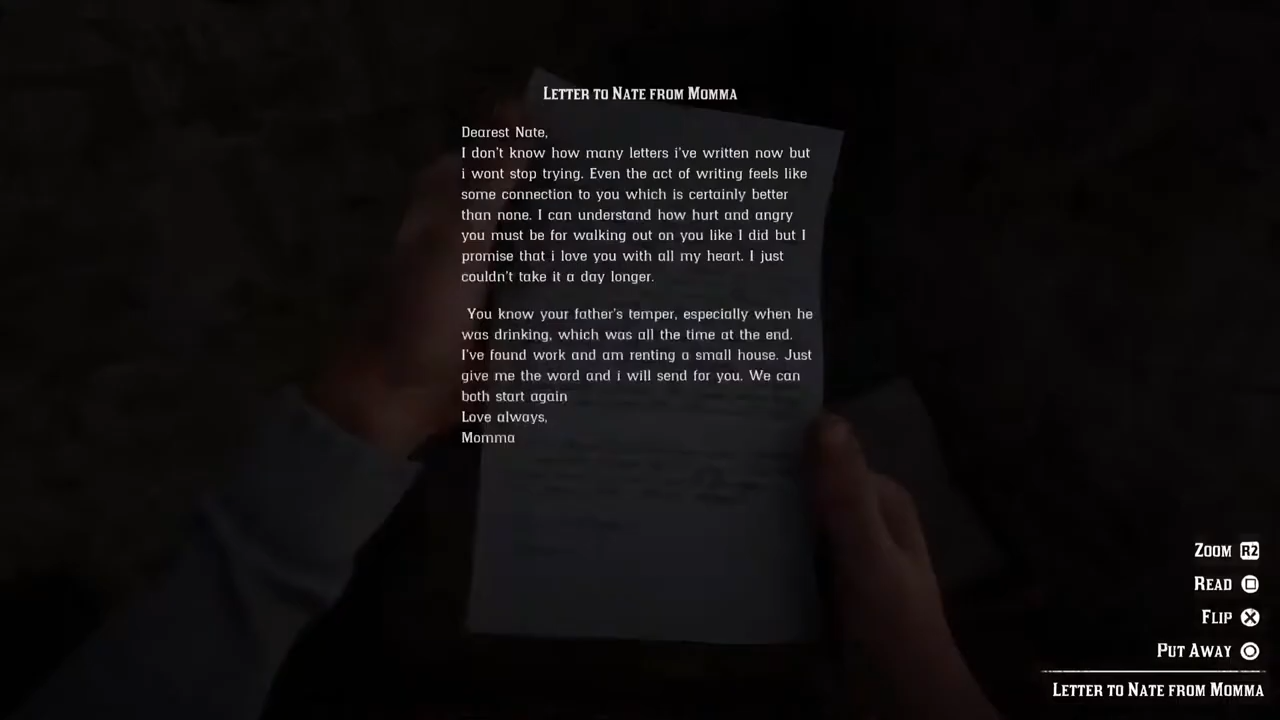 Letter to Nate from Momma
Dearest Nate,
I don't know how many letters i've written now but
i wont stop trying. Even the act of writing feels like
some connection to you which is certainly better
than none. I can understand how hurt and angry
you must be for walking out on you like I did but I
promise that i love you with all my heart. I just
couldn't take it a day longer.
You know your father's temper, especially when he
was drinking, which was all the time at the end.
I've found work and am renting a small house. Just
give me the word and i will send for you. We can
both start again
Love always,
Momma
Zoom R2
Read
Flip
Put Away
Letter to Nate from Momma